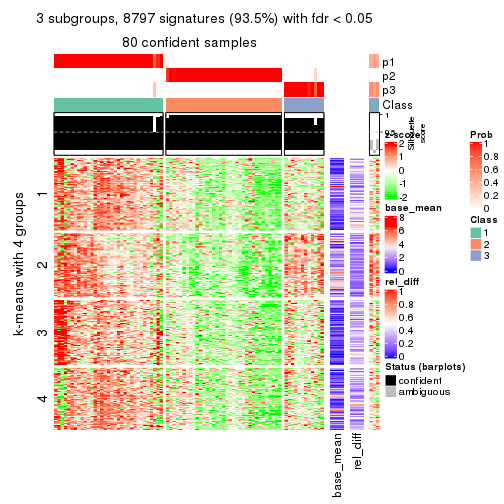 3 subgroups, 8797 signatures (93.5%) with fdr < 0.05
80 confident samples
p1
p2
p3
Class
1
0.5
Silhouette
score
k-means with 4 groups
1
2
3
4
base_mean
rel_diff
z-score
2
1
0
-1
-2
base_mean
8
6
4
2
0
rel_diff
1
0.8
0.6
0.4
0.2
0
Status (barplots)
confident
ambiguous
Prob
1
0.8
0.6
0.4
0.2
0
Class
1
2
3